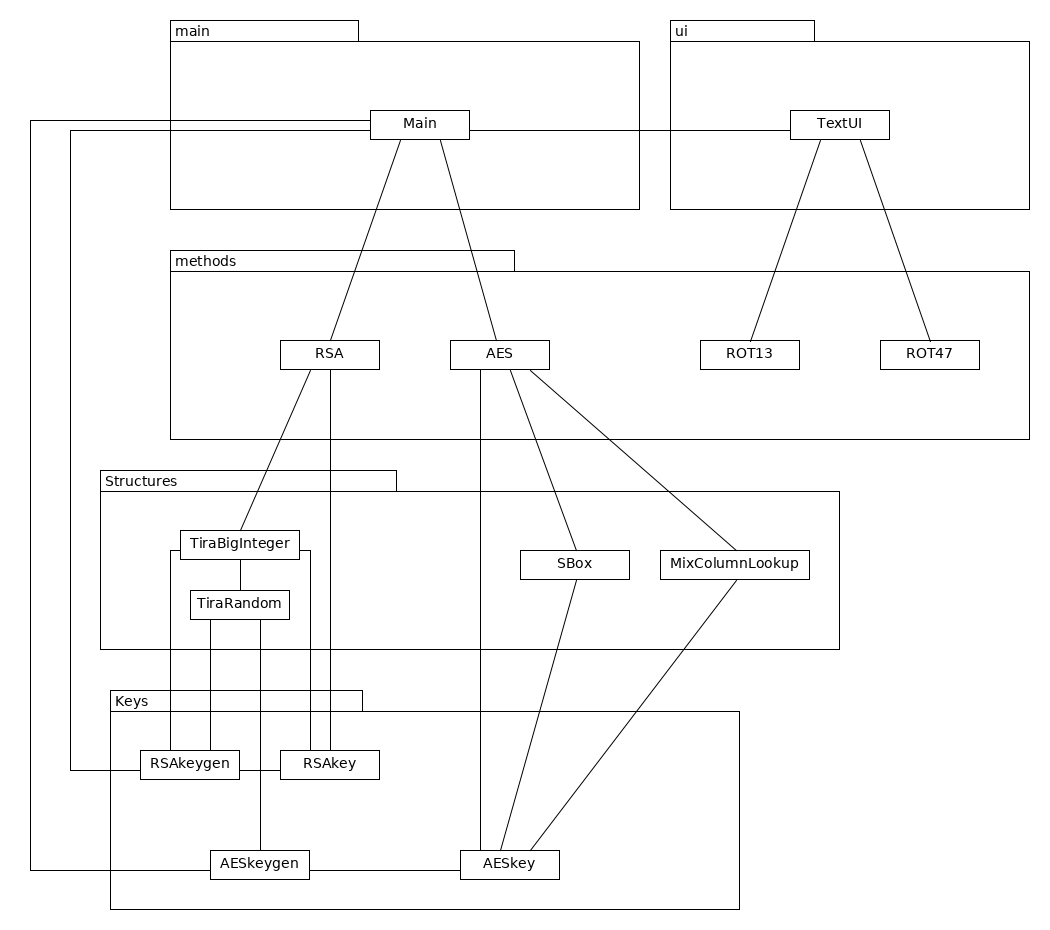 main
ui
Main
TextUI
methods
RSA
AES
ROT13
ROT47
Structures
TiraBigInteger
SBox
MixColumnLookup
TiraRandom
Keys
RSAkeygen
RSAkey
AESkeygen
AESkey